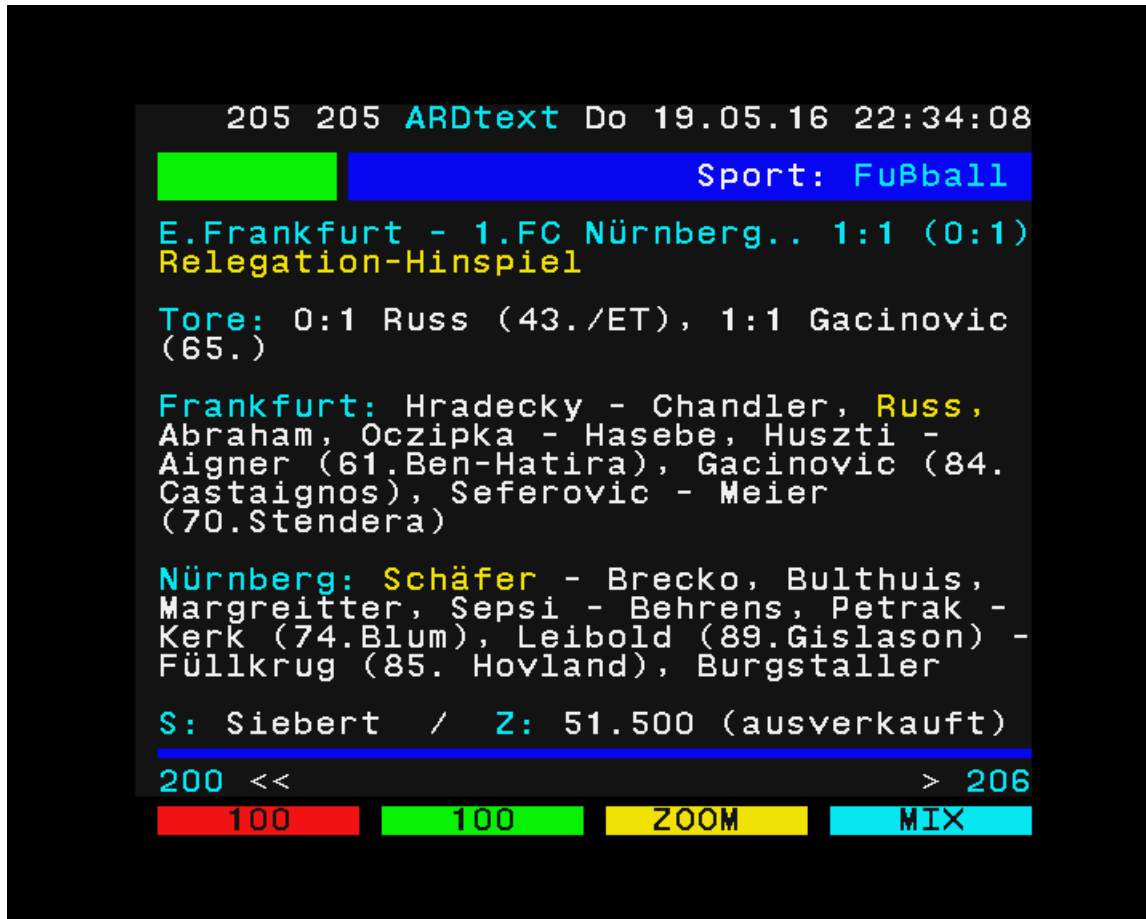 205 205 ARDtext Do 19.05.16 22:34:08
Sport: Fußball
E.Frankfurt - 1.FC Nürnberg.. 1:1 (0:1)
Relegation-Hinspiel
Tore: 0:1 Russ (43./ET), 1:1 Gacinovic
(65.)
Frankfurt: Hradecky - Chandler, Russ,
Abraham, Oczipka - Hasebe, Huszti -
Aigner (61.Ben-Hatira), Gacinovic (84.
Castaignos), Seferovic - Meier
(70.Stendera)
Nürnberg: Schäfer - Brecko, Bulthuis,
Margreitter, Sepsi - Behrens, Petrak -
Kerk (74.Blum), Leibold (89.Gislason) -
Füllkrug (85. Hovland), Burgstaller
S: Siebert / Z: 51.500 (ausverkauft)
200 << > 206
100 100 ZOOM MIX